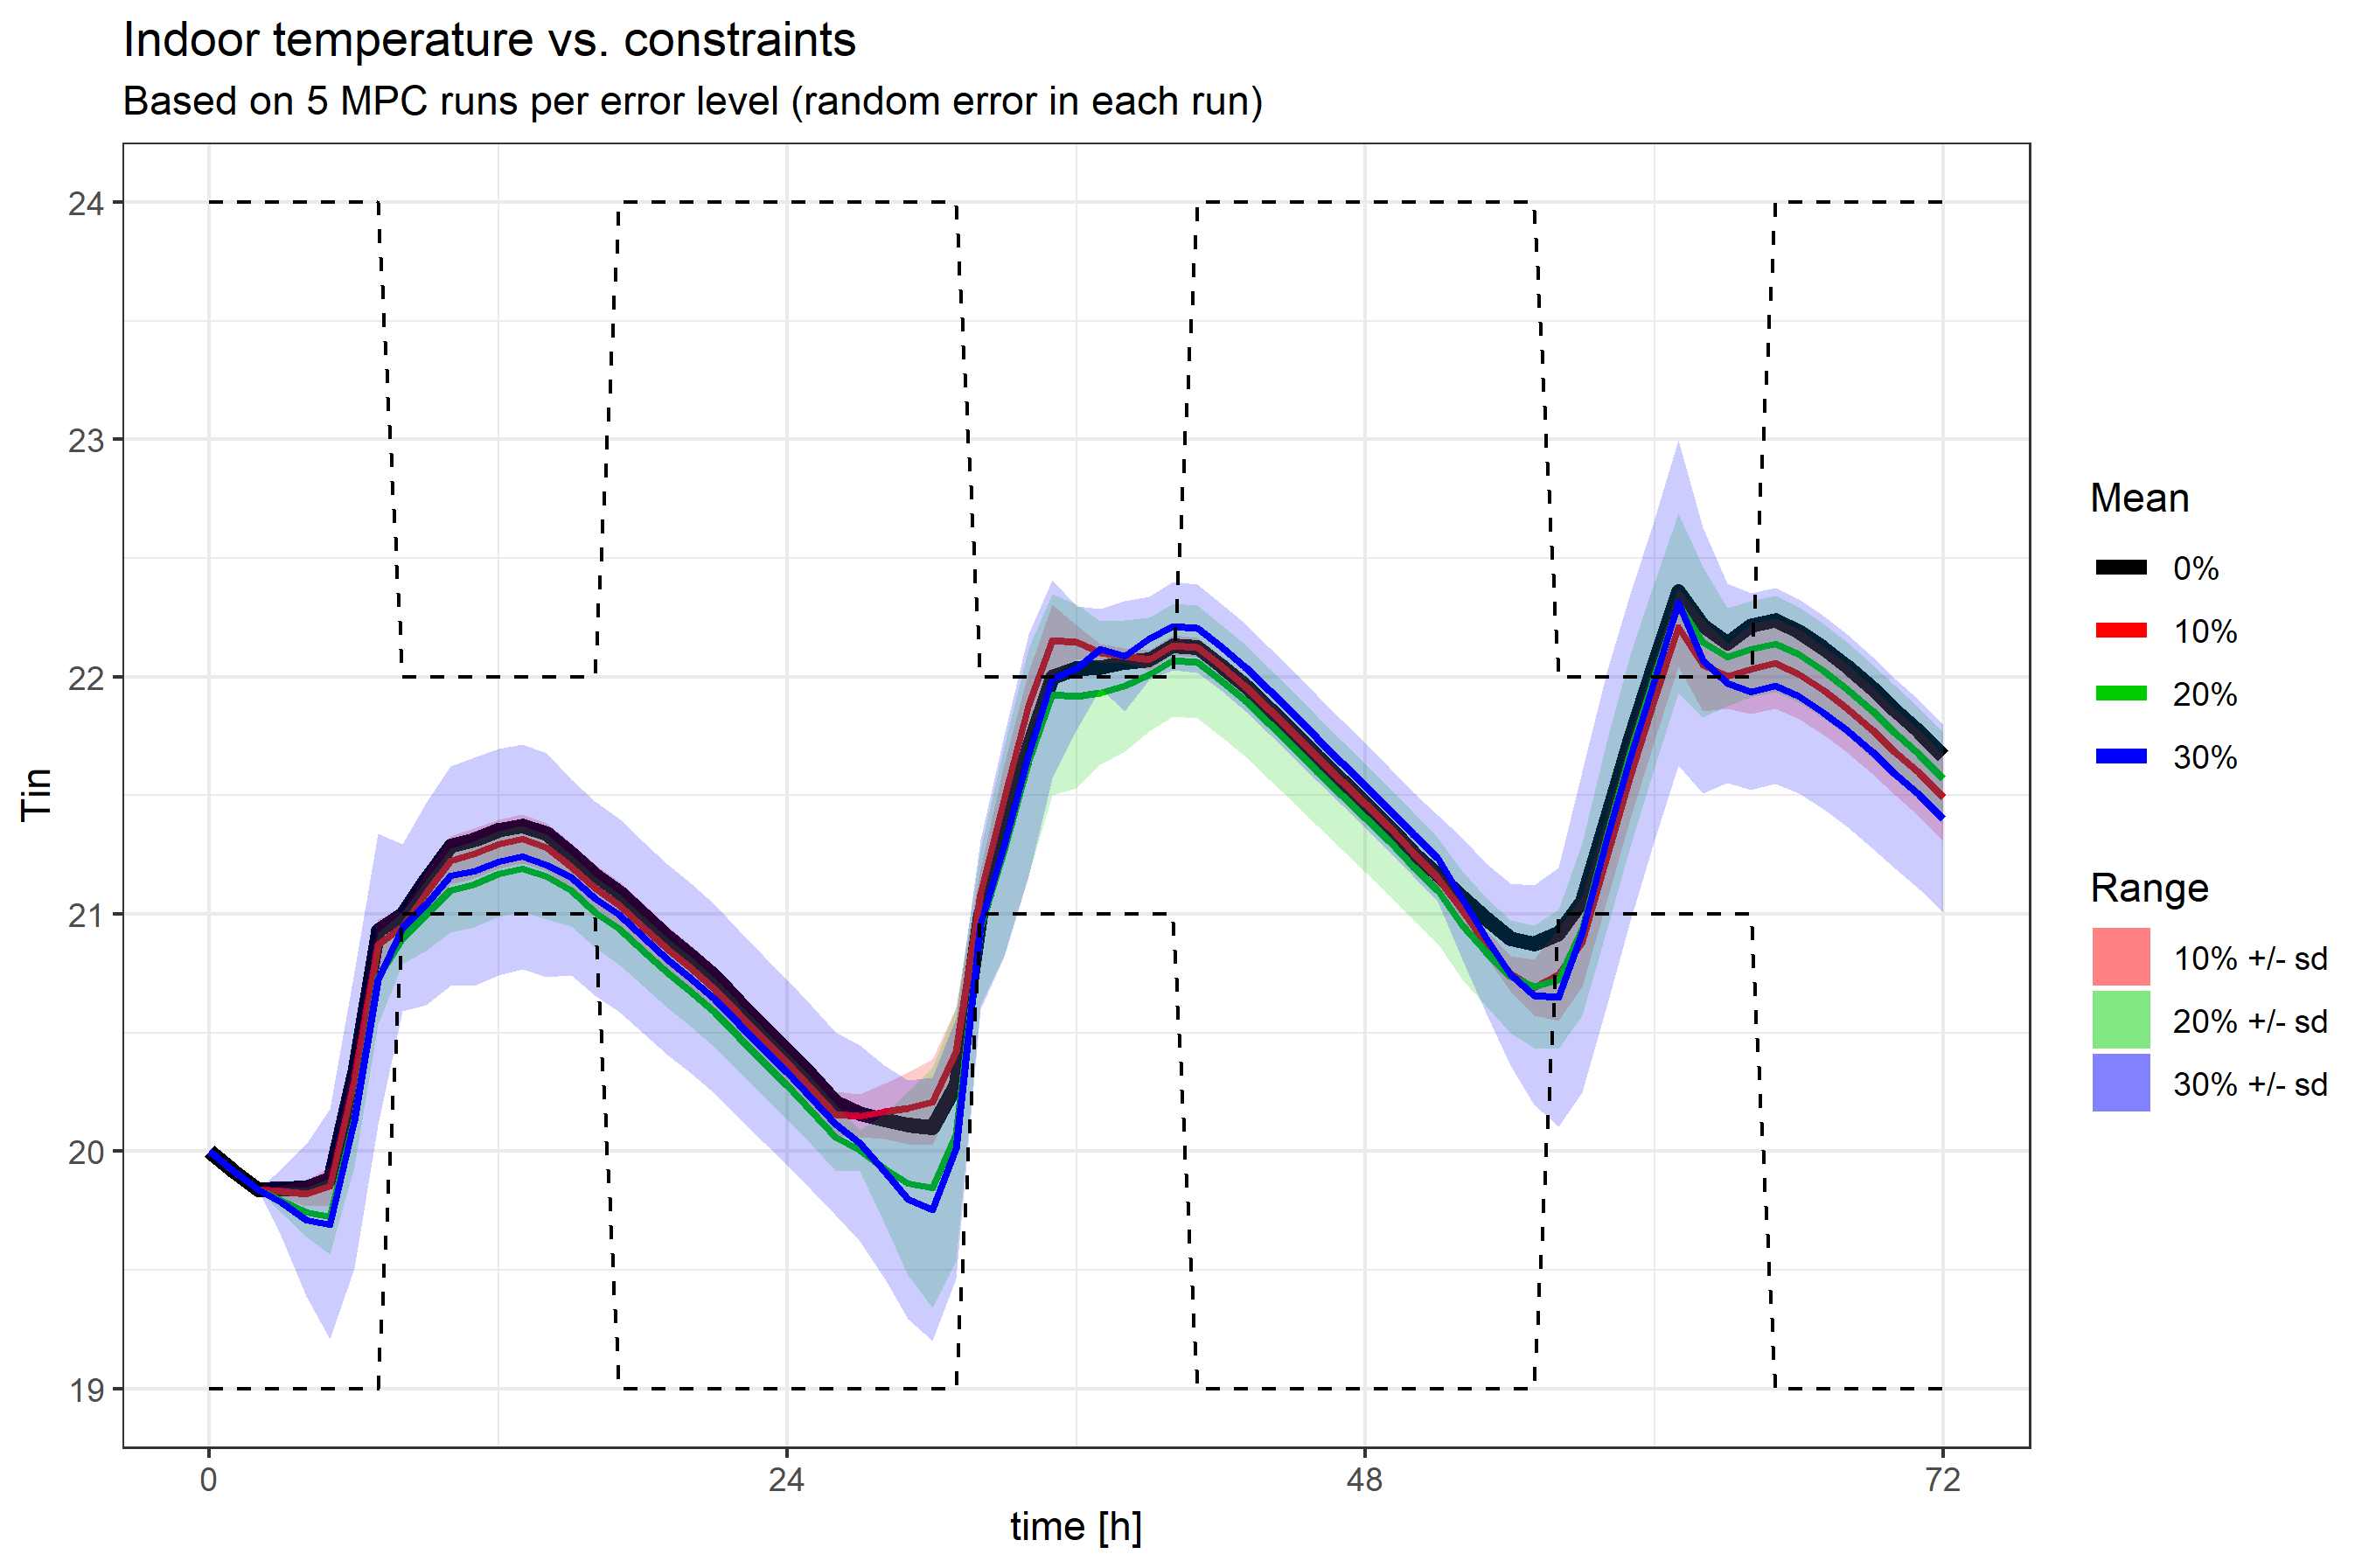 Indoor temperature vs. constraints
Based on 5 MPC runs per error level (random error in each run)
24
23
22
21
20
19
Tin
0
24
48
72
time [h]
Mean
0%
10%
20%
30%
Range
10% +/- sd
20% +/- sd
30% +/- sd